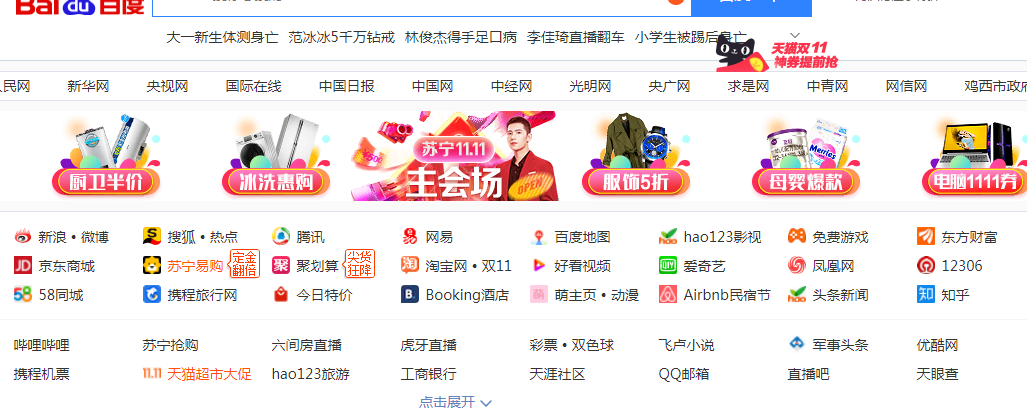 Bai du 百度
大一新生体测身亡 范冰冰5千万钻戒 林俊杰得手足口病 李佳琦直播翻车 小学生被踢后身亡
天猫双11
神券提前抢
人民网 新华网 央视网 国际在线 中国日报 中国网 中经网 光明网 央广网 求是网 中青网 网信网 鸡西市政府
苏宁11.11
主会场
OPEN
Merries
厨卫半价 冰洗惠购 服饰5折 母婴爆款 电脑1111券
新浪 • 微博 搜狐 • 热点 腾讯 网易 百度地图 hao123影视 免费游戏 东方财富
京东商城 苏宁易购 定金翻倍 聚划算 尖货狂降 淘宝网 • 双11 好看视频 爱奇艺 凤凰网 12306
58同城 携程旅行网 今日特价 Booking酒店 萌主页 • 动漫 Airbnb民宿节 头条新闻 知乎
哔哩哔哩 苏宁抢购 六间房直播 虎牙直播 彩票 • 双色球 飞卢小说 军事头条 优酷网
携程机票 11.11 天猫超市大促 hao123旅游 工商银行 天涯社区 QQ邮箱 直播吧 天眼查
点击展开